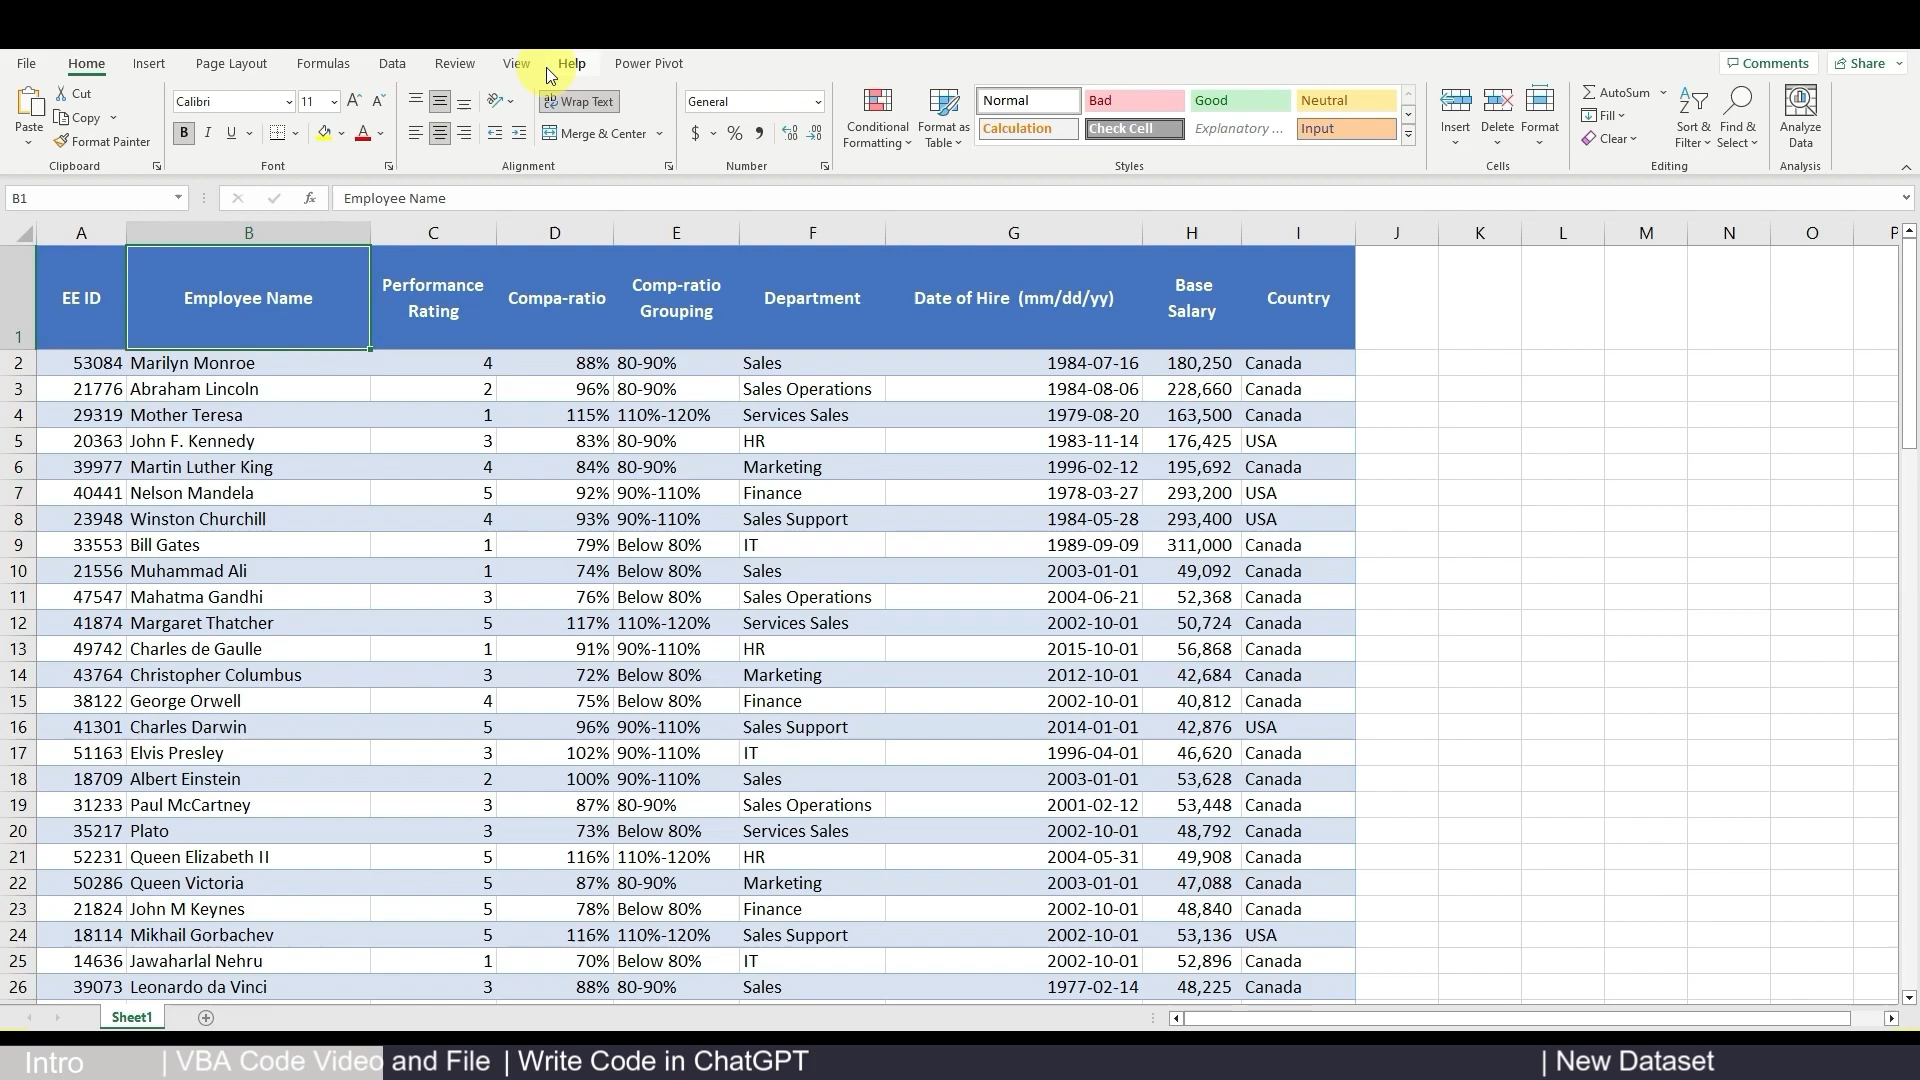 File Home Insert Page Layout Formulas Data Review View Help Power Pivot Comments Share
Paste Cut Copy Format Painter Clipboard
Calibri 11 A A B I U A Font
ab Wrap Text Merge & Center Alignment
General $ % Number
Conditional Formatting Format as Table
Normal Bad Good Neutral
Calculation Check Cell Explanatory ... Input
Styles
Insert Delete Format Cells
AutoSum Fill Clear Sort & Filter Find & Select Editing
Analyze Data Analysis
B1 fx Employee Name
A B C D E F G H I J K L M N O P
1 EE ID Employee Name Performance Rating Compa-ratio Comp-ratio Grouping Department Date of Hire (mm/dd/yy) Base Salary Country
2 53084 Marilyn Monroe 4 88% 80-90% Sales 1984-07-16 180,250 Canada
3 21776 Abraham Lincoln 2 96% 80-90% Sales Operations 1984-08-06 228,660 Canada
4 29319 Mother Teresa 1 115% 110%-120% Services Sales 1979-08-20 163,500 Canada
5 20363 John F. Kennedy 3 83% 80-90% HR 1983-11-14 176,425 USA
6 39977 Martin Luther King 4 84% 80-90% Marketing 1996-02-12 195,692 Canada
7 40441 Nelson Mandela 5 92% 90%-110% Finance 1978-03-27 293,200 USA
8 23948 Winston Churchill 4 93% 90%-110% Sales Support 1984-05-28 293,400 USA
9 33553 Bill Gates 1 79% Below 80% IT 1989-09-09 311,000 Canada
10 21556 Muhammad Ali 1 74% Below 80% Sales 2003-01-01 49,092 Canada
11 47547 Mahatma Gandhi 3 76% Below 80% Sales Operations 2004-06-21 52,368 Canada
12 41874 Margaret Thatcher 5 117% 110%-120% Services Sales 2002-10-01 50,724 Canada
13 49742 Charles de Gaulle 1 91% 90%-110% HR 2015-10-01 56,868 Canada
14 43764 Christopher Columbus 3 72% Below 80% Marketing 2012-10-01 42,684 Canada
15 38122 George Orwell 4 75% Below 80% Finance 2002-10-01 40,812 Canada
16 41301 Charles Darwin 5 96% 90%-110% Sales Support 2014-01-01 42,876 USA
17 51163 Elvis Presley 3 102% 90%-110% IT 1996-04-01 46,620 Canada
18 18709 Albert Einstein 2 100% 90%-110% Sales 2003-01-01 53,628 Canada
19 31233 Paul McCartney 3 87% 80-90% Sales Operations 2001-02-12 53,448 Canada
20 35217 Plato 3 73% Below 80% Services Sales 2002-10-01 48,792 Canada
21 52231 Queen Elizabeth II 5 116% 110%-120% HR 2004-05-31 49,908 Canada
22 50286 Queen Victoria 5 87% 80-90% Marketing 2003-01-01 47,088 Canada
23 21824 John M Keynes 5 78% Below 80% Finance 2002-10-01 48,840 Canada
24 18114 Mikhail Gorbachev 5 116% 110%-120% Sales Support 2002-10-01 53,136 USA
25 14636 Jawaharlal Nehru 1 70% Below 80% IT 2002-10-01 52,896 Canada
26 39073 Leonardo da Vinci 3 88% 80-90% Sales 1977-02-14 48,225 Canada
Sheet1
Intro | VBA Code Video and File | Write Code in ChatGPT | New Dataset